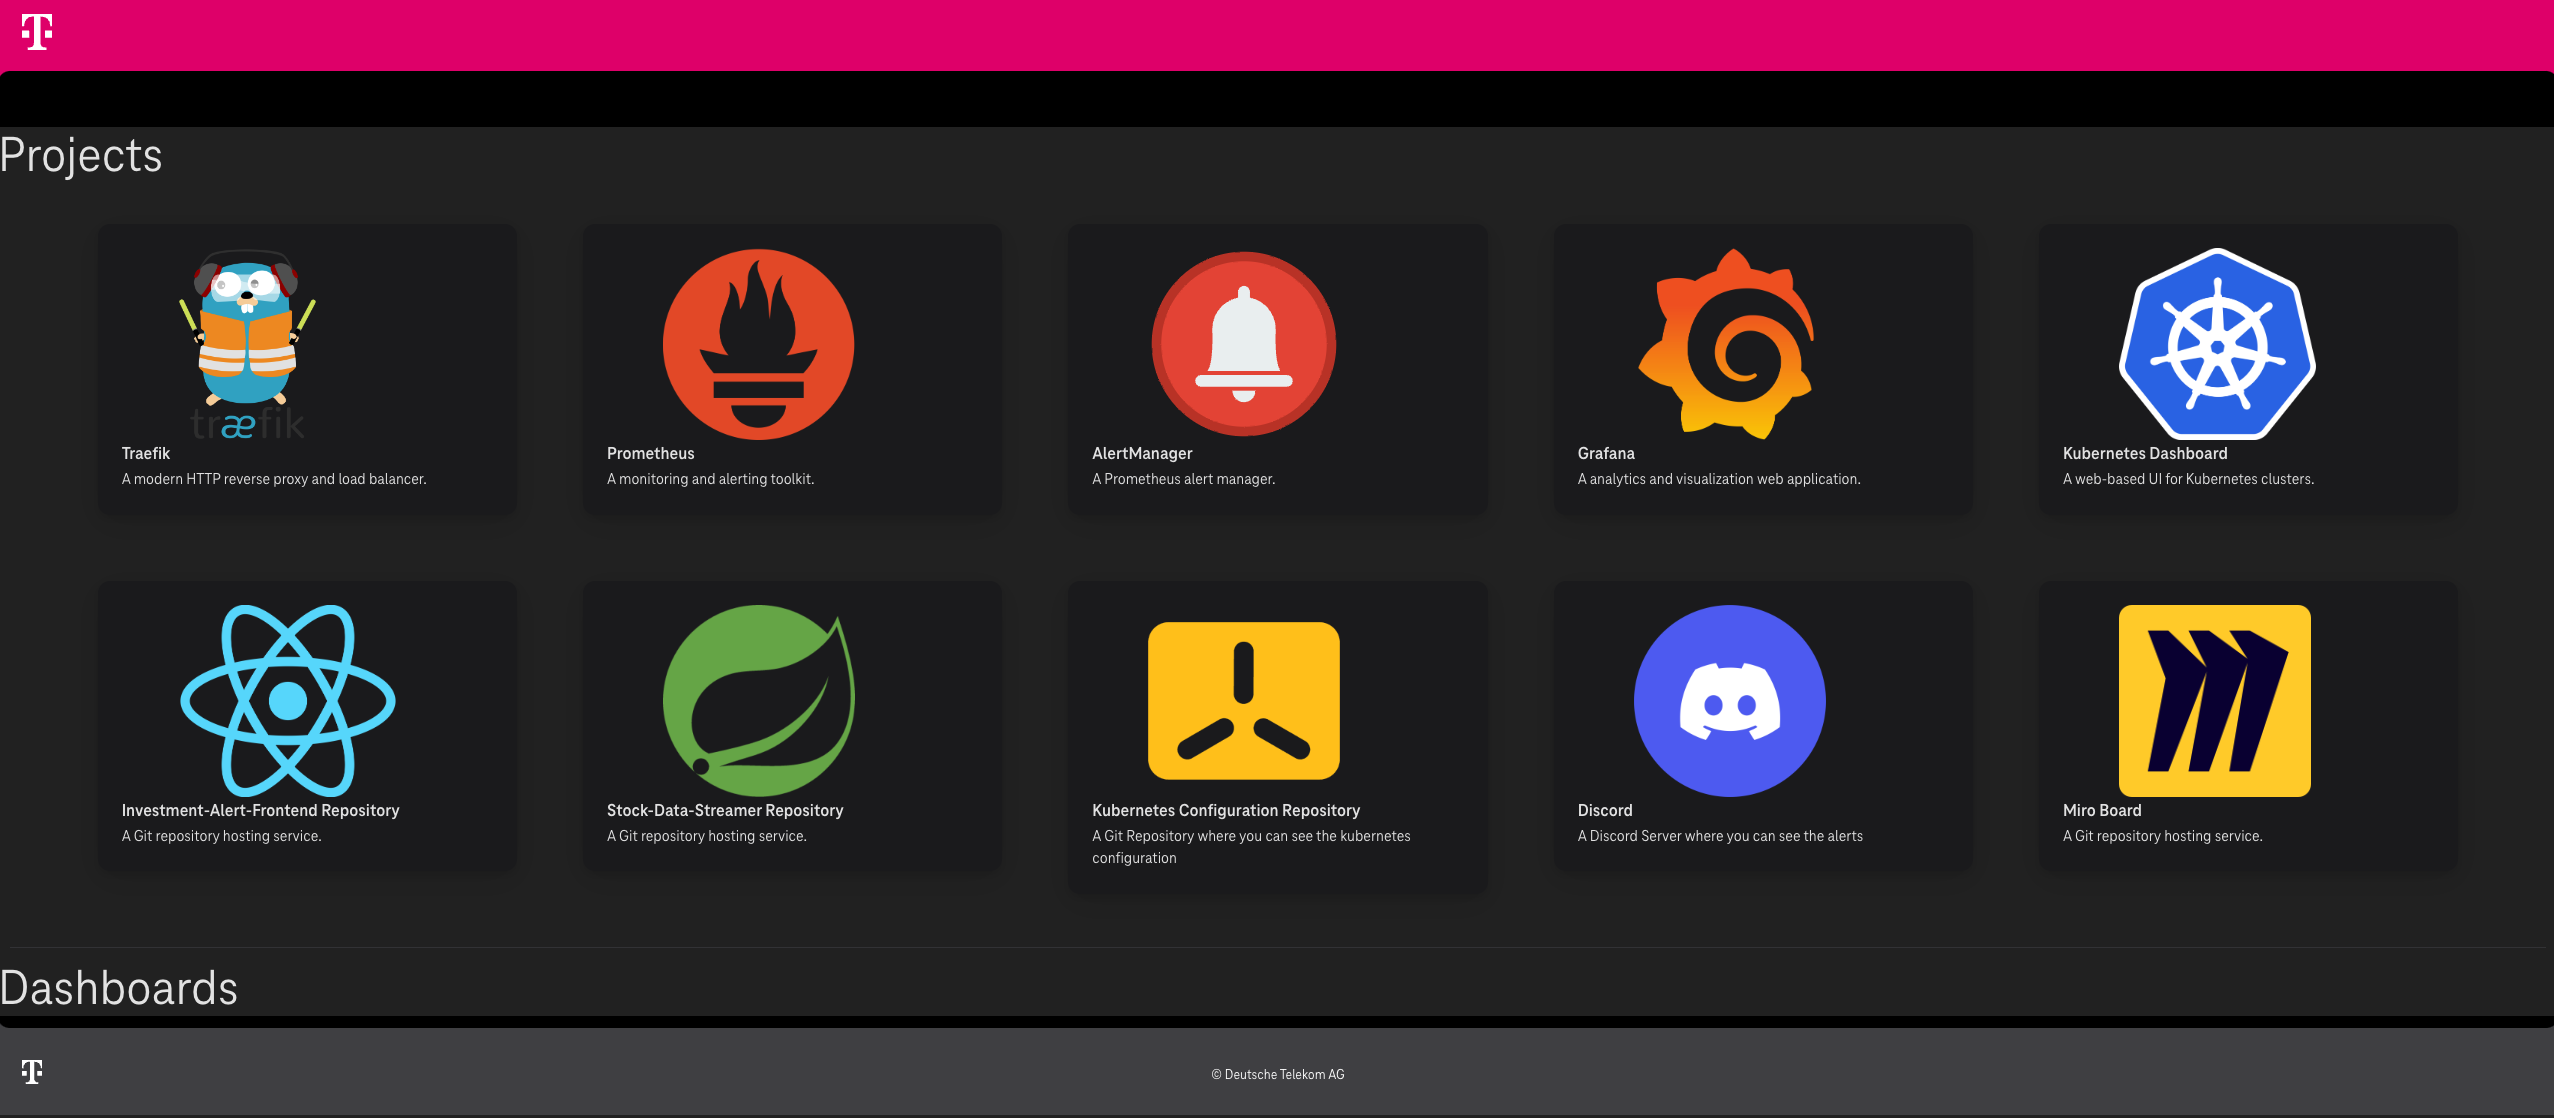 T
Projects
træfik
Traefik
A modern HTTP reverse proxy and load balancer.
Prometheus
A monitoring and alerting toolkit.
AlertManager
A Prometheus alert manager.
Grafana
A analytics and visualization web application.
Kubernetes Dashboard
A web-based UI for Kubernetes clusters.
Investment-Alert-Frontend Repository
A Git repository hosting service.
Stock-Data-Streamer Repository
A Git repository hosting service.
Kubernetes Configuration Repository
A Git Repository where you can see the kubernetes
configuration
Discord
A Discord Server where you can see the alerts
Miro Board
A Git repository hosting service.
Dashboards
T
© Deutsche Telekom AG